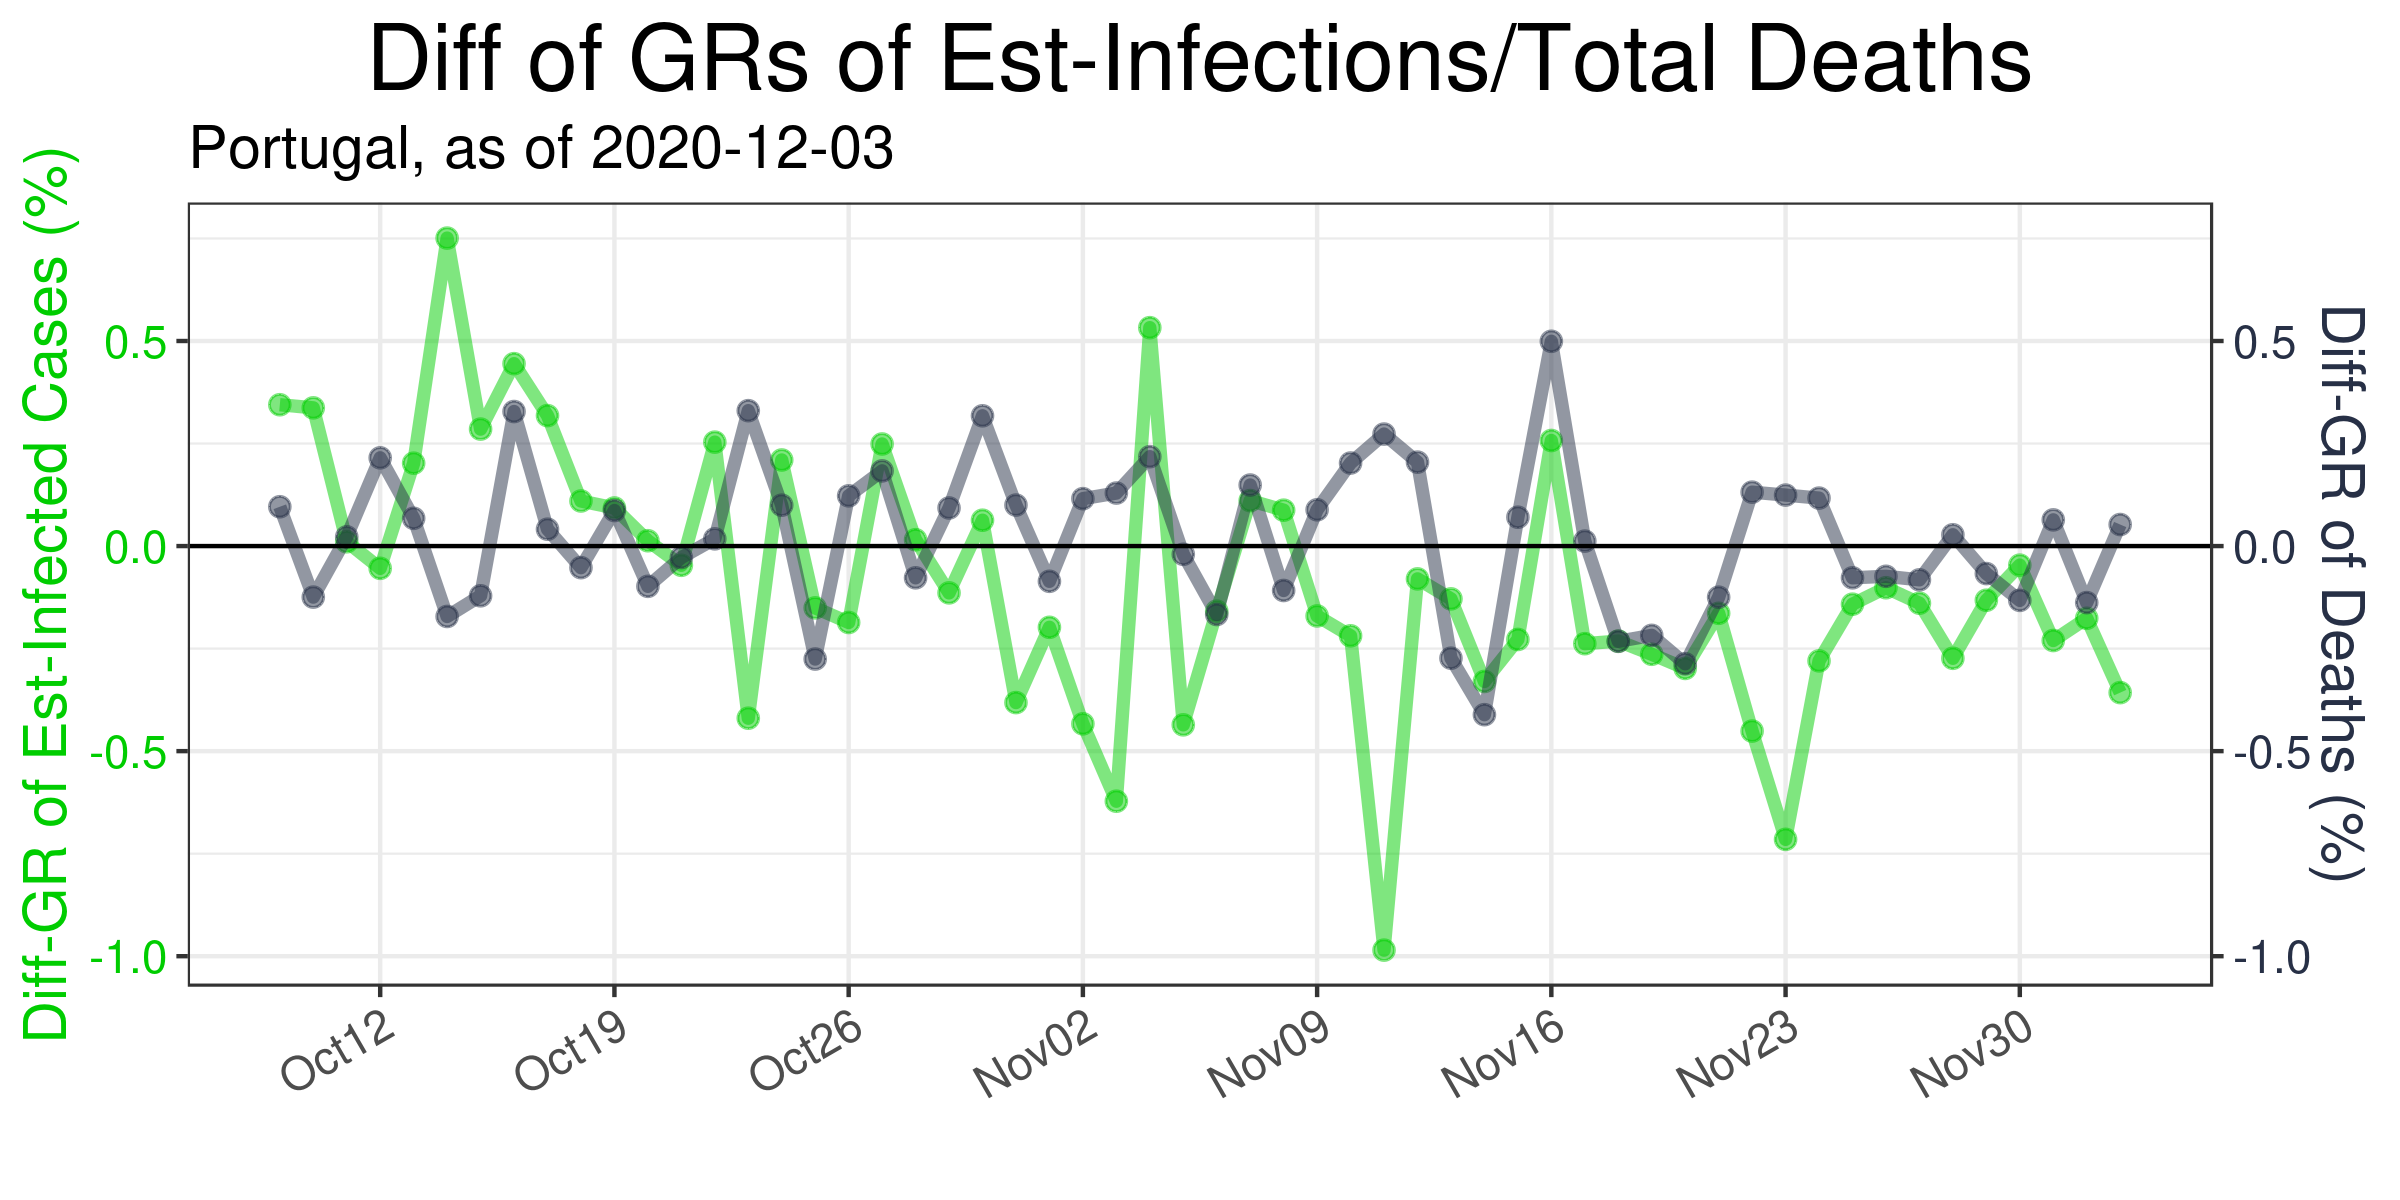 Diff of GRs of Est-Infections/Total Deaths
Portugal, as of 2020-12-03
Diff-GR of Est-Infected Cases (%)
0.5
0.0
-0.5
-1.0
0.5
0.0
-0.5
-1.0
Diff-GR of Deaths (%)
Oct12
Oct19
Oct26
Nov02
Nov09
Nov16
Nov23
Nov30